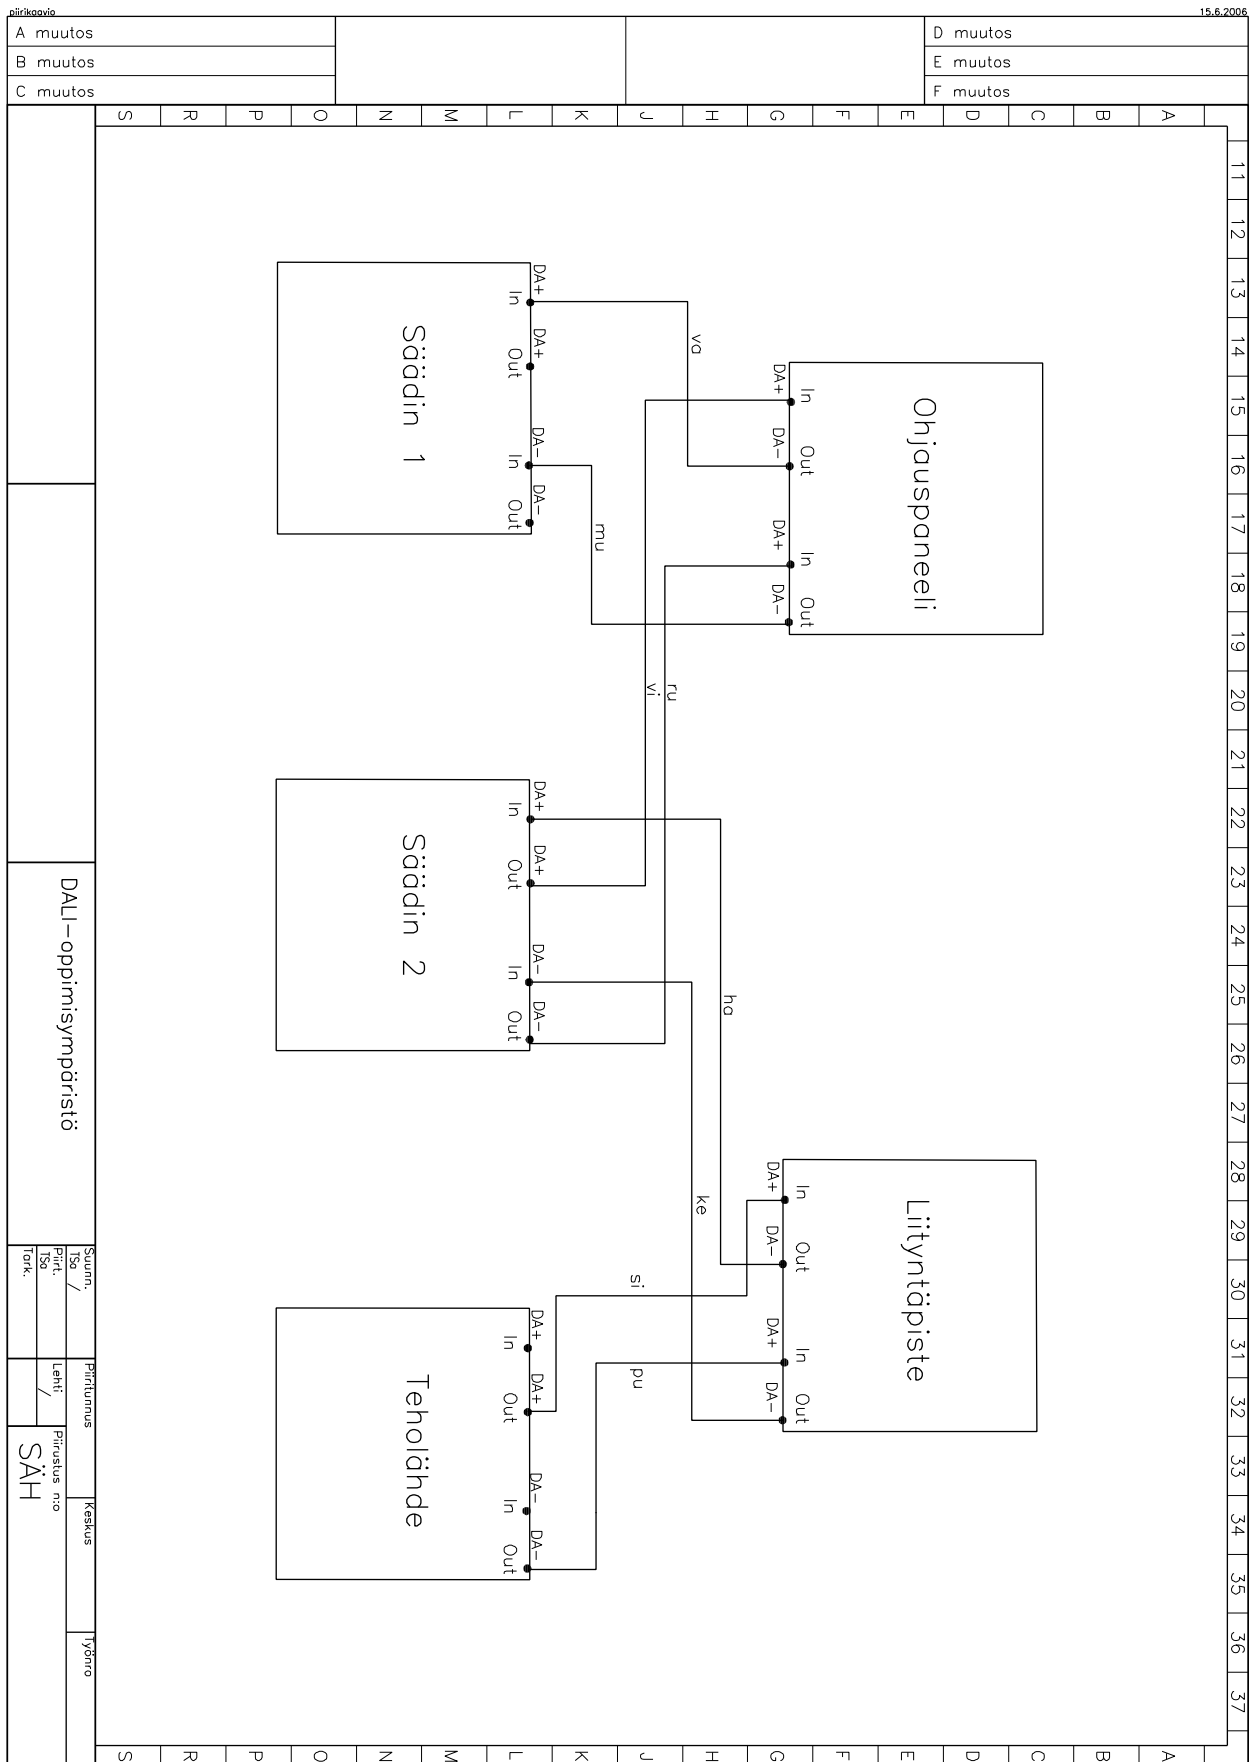 piirikaavio
15.6.2006
A muutos
B muutos
C muutos
D muutos
E muutos
F muutos
S R P O N M L K J H G F E D C B A
11
12
13
14
15
16
17
18
19
20
21
22
23
24
25
26
27
28
29
30
31
32
33
34
35
36
37
Ohjauspaneeli
In
Out
In
Out
DA+
DA-
DA+
DA-
Liityntäpiste
In
Out
In
Out
DA+
DA-
DA+
DA-
va
mu
ru
vi
ha
ke
si
pu
DA+
DA+
DA-
DA-
In
Out
In
Out
Säädin 1
DA+
DA+
DA-
DA-
In
Out
In
Out
Säädin 2
DA+
DA+
DA-
DA-
In
Out
In
Out
Teholähde
S R P O N M L K J H G F E D C B A
DALI-oppimisympäristö
Suunn.
TSa /
Piirt.
TSa
Tark.
Piiritunnus
Lehti
/
Keskus
Työnro
Piirustus n:o
SÄH